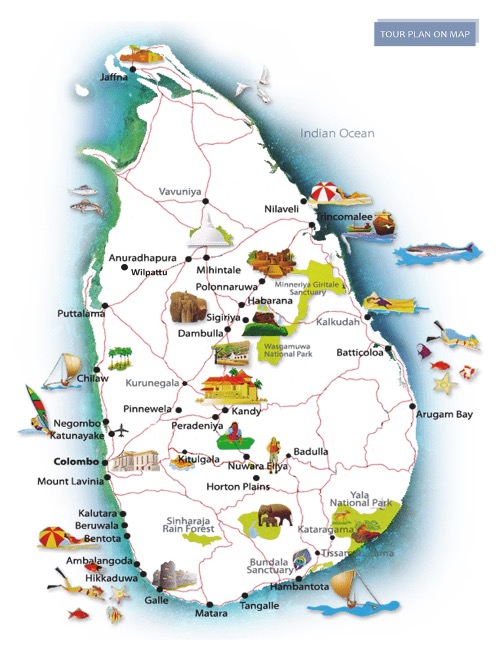 TOUR PLAN ON MAP
Jaffna
Indian Ocean
Vavuniya
Nilaveli
Trincomalee
Anuradhapura
Wilpattu
Mihintale
Polonnaruwa
Minneriya Giritale
Sanctuary
Habarana
Puttalama
Sigiriya
Kalkudah
Dambulla
Wasgamuwa
National Park
Batticoloa
Chilaw
Kurunegala
Pinnewela
Kandy
Arugam Bay
Peradeniya
Negombo
Katunayake
Colombo
Kitulgala
Badulla
Nuwara Eliya
Mount Lavinia
Horton Plains
Yala
National Park
Kalutara
Beruwala
Bentota
Sinharaja
Rain Forest
Kataragama
Ambalangoda
Tissamaharama
Bundala
Sanctuary
Hikkaduwa
Hambantota
Galle
Tangalle
Matara